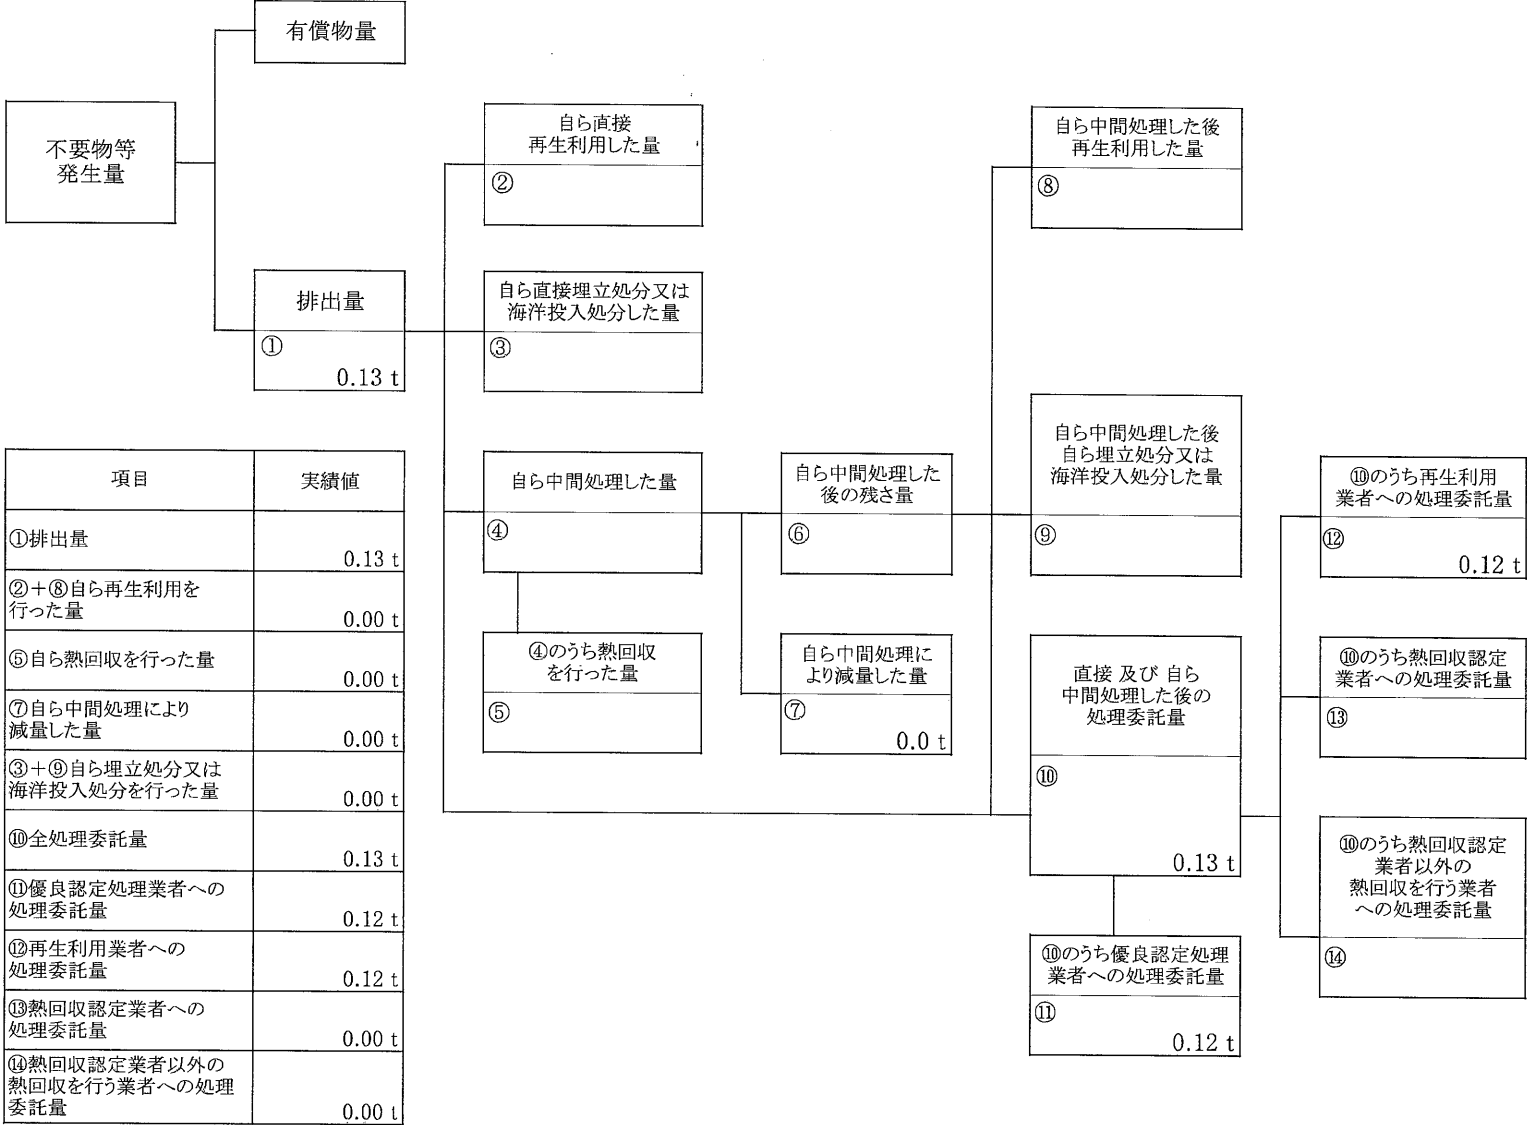 有償物量
不要物等
発生量
排出量
①
0.13 t
自ら直接
再生利用した量
②
自ら直接埋立処分又は
海洋投入処分した量
③
自ら中間処理した量
④
④のうち熱回収
を行った量
⑤
自ら中間処理した
後の残さ量
⑥
自ら中間処理に
より減量した量
⑦
0.0 t
自ら中間処理した後
再生利用した量
⑧
自ら中間処理した後
自ら埋立処分又は
海洋投入処分した量
⑨
直接 及び 自ら
中間処理した後の
処理委託量
⑩
0.13 t
⑩のうち優良認定処理
業者への処理委託量
⑪
0.12 t
⑩のうち再生利用
業者への処理委託量
⑫
0.12 t
⑩のうち熱回収認定
業者への処理委託量
⑬
⑩のうち熱回収認定
業者以外の
熱回収を行う業者
への処理委託量
⑭
項目 実績値
①排出量
0.13 t
②＋⑧自ら再生利用を
行った量
0.00 t
⑤自ら熱回収を行った量
0.00 t
⑦自ら中間処理により
減量した量
0.00 t
③＋⑨自ら埋立処分又は
海洋投入処分を行った量
0.00 t
⑩全処理委託量
0.13 t
⑪優良認定処理業者への
処理委託量
0.12 t
⑫再生利用業者への
処理委託量
0.12 t
⑬熱回収認定業者への
処理委託量
0.00 t
⑭熱回収認定業者以外の
熱回収を行う業者への処理
委託量
0.00 t